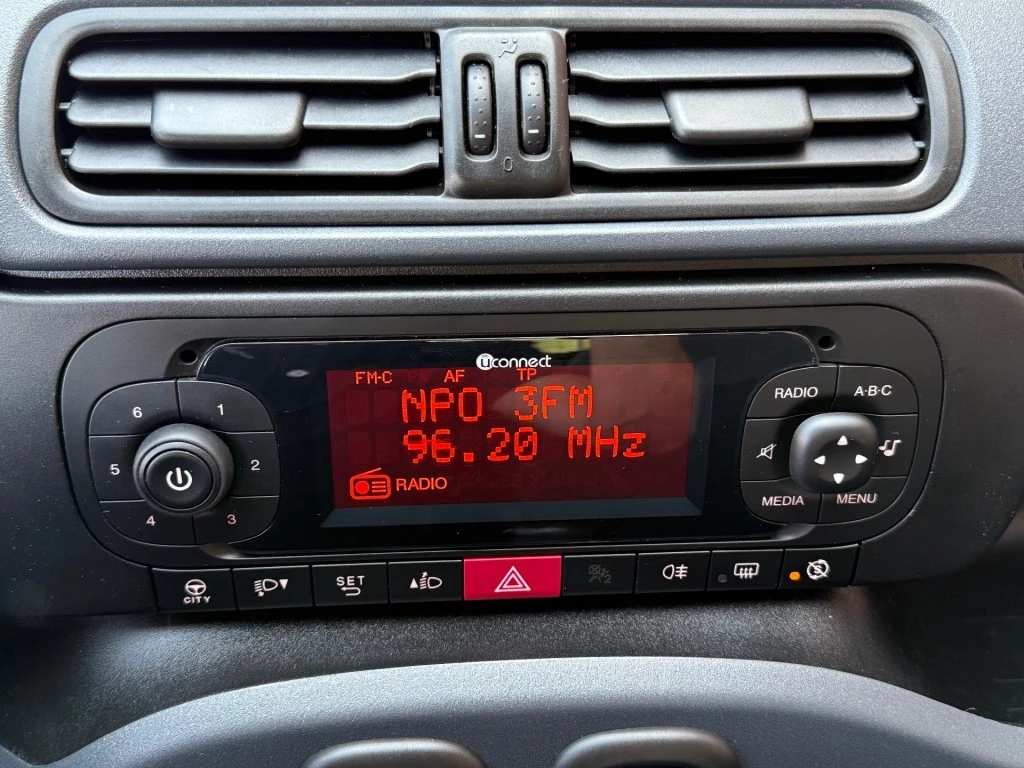 0
uconnect
FM-C AF TP
NPO 3FM
96.20 MHz
RADIO
6 1
5 2
4 3
RADIO A·B·C
MEDIA MENU
CITY
SET